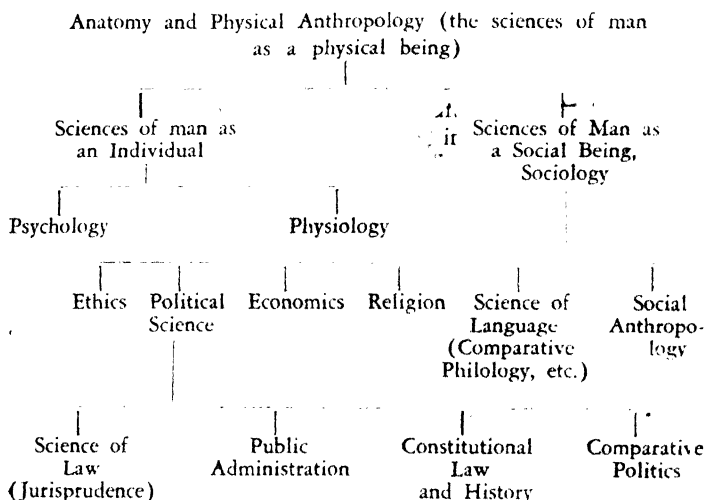 Anatomy and Physical Anthropology (the sciences of man
as a physical being)
Sciences of man as
an Individual
Sciences of Man as
a Social Being,
Sociology
Psychology
Physiology
Ethics
Political
Science
Economics
Religion
Science of
Language
(Comparative
Philology, etc.)
Social
Anthropo-
logy
Science of
Law
(Jurisprudence)
Public
Administration
Constitutional
Law
and History
Comparative
Politics